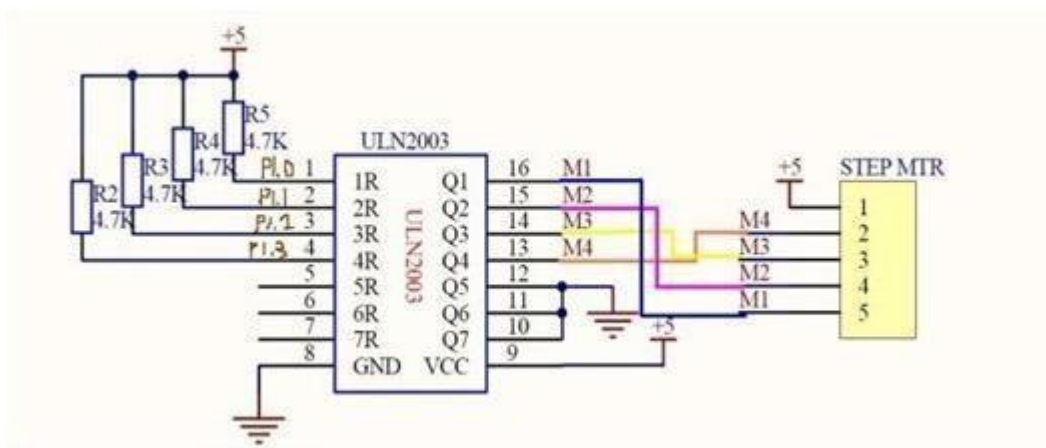 +5
R5
4.7K
R4
4.7K
R3
4.7K
R2
4.7K
P1.0
P1.1
P1.2
P1.3
ULN2003
1 1R Q1 16 M1
2 2R Q2 15 M2
3 3R Q3 14 M3
4 4R Q4 13 M4
5 5R Q5 12
6 6R Q6 11
7 7R Q7 10
8 GND VCC 9
ULN2003
+5
+5
STEP MTR
1
M4 2
M3 3
M2 4
M1 5